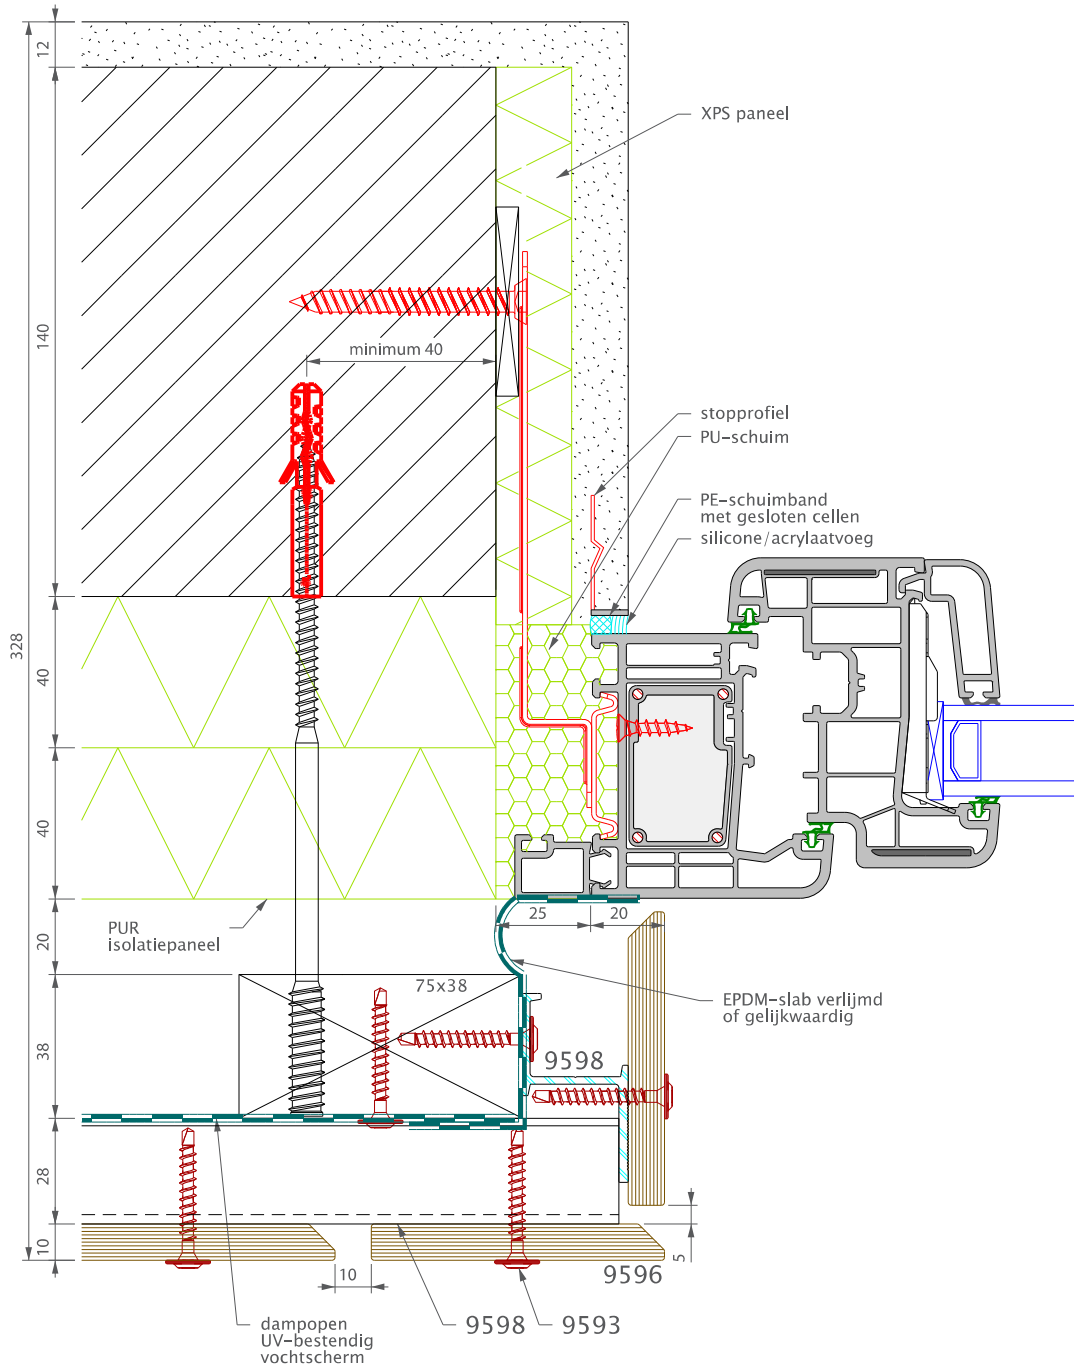 12
XPS paneel
140
minimum 40
stopprofiel
PU-schuim
PE-schuimband
met gesloten cellen
silicone/acrylaatvoeg
328
40
40
25
20
PUR
isolatiepaneel
20
75x38
EPDM-slab verlijmd
of gelijkwaardig
38
9598
28
10
5
10
9596
dampopen
UV-bestendig
vochtscherm
9598
9593